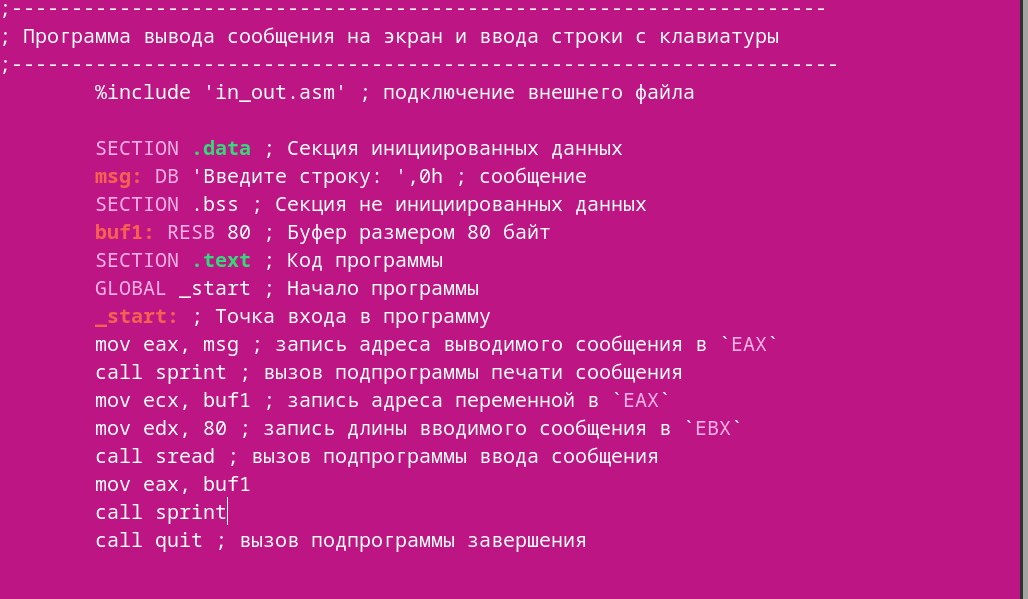 ;--------------------------------------------------------------------
; Программа вывода сообщения на экран и ввода строки с клавиатуры
;---------------------------------------------------------------------
%include 'in_out.asm' ; подключение внешнего файла
SECTION .data ; Секция инициированных данных
msg: DB 'Введите строку: ',0h ; сообщение
SECTION .bss ; Секция не инициированных данных
buf1: RESB 80 ; Буфер размером 80 байт
SECTION .text ; Код программы
GLOBAL _start ; Начало программы
_start: ; Точка входа в программу
mov eax, msg ; запись адреса выводимого сообщения в `EAX`
call sprint ; вызов подпрограммы печати сообщения
mov ecx, buf1 ; запись адреса переменной в `EAX`
mov edx, 80 ; запись длины вводимого сообщения в `EBX`
call sread ; вызов подпрограммы ввода сообщения
mov eax, buf1
call sprint
call quit ; вызов подпрограммы завершения